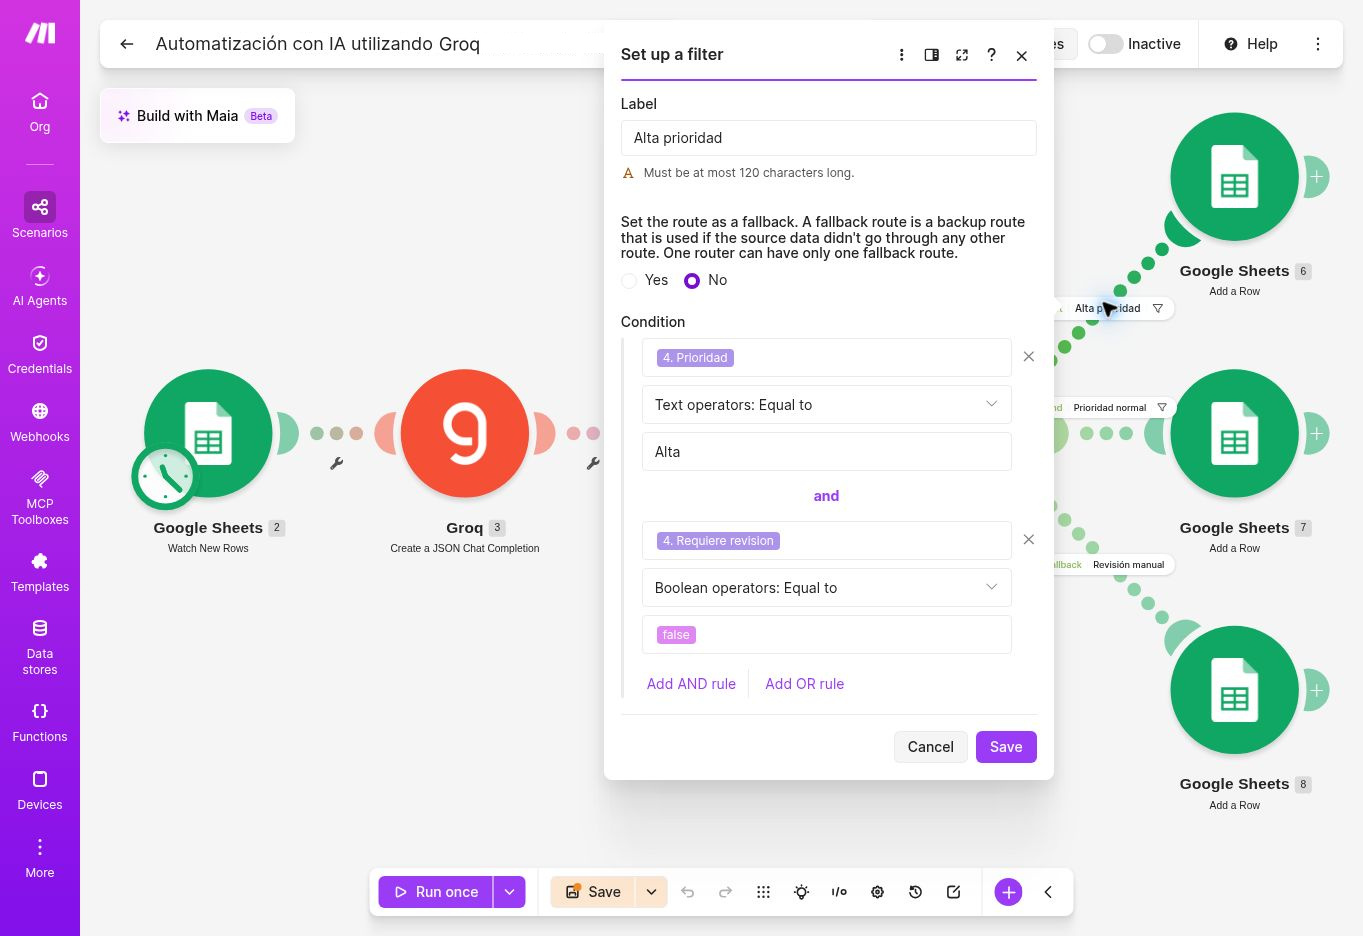 Automatización con IA utilizando Groq
Inactive
Help
Build with Maia Beta
Org
Scenarios
AI Agents
Credentials
Webhooks
MCP
Toolboxes
Templates
Data
stores
Functions
Devices
More
Google Sheets 2
Watch New Rows
Groq 3
Create a JSON Chat Completion
Set up a filter
Label
Alta prioridad
Must be at most 120 characters long.
Set the route as a fallback. A fallback route is a backup route
that is used if the source data didn't go through any other
route. One router can have only one fallback route.
Yes No
Condition
4. Prioridad
Text operators: Equal to
Alta
and
4. Requiere revision
Boolean operators: Equal to
false
Add AND rule Add OR rule
Cancel Save
Google Sheets 6
Add a Row
Alta prioridad
Prioridad normal
Google Sheets 7
Add a Row
Revisión manual
Google Sheets 8
Add a Row
Run once
Save